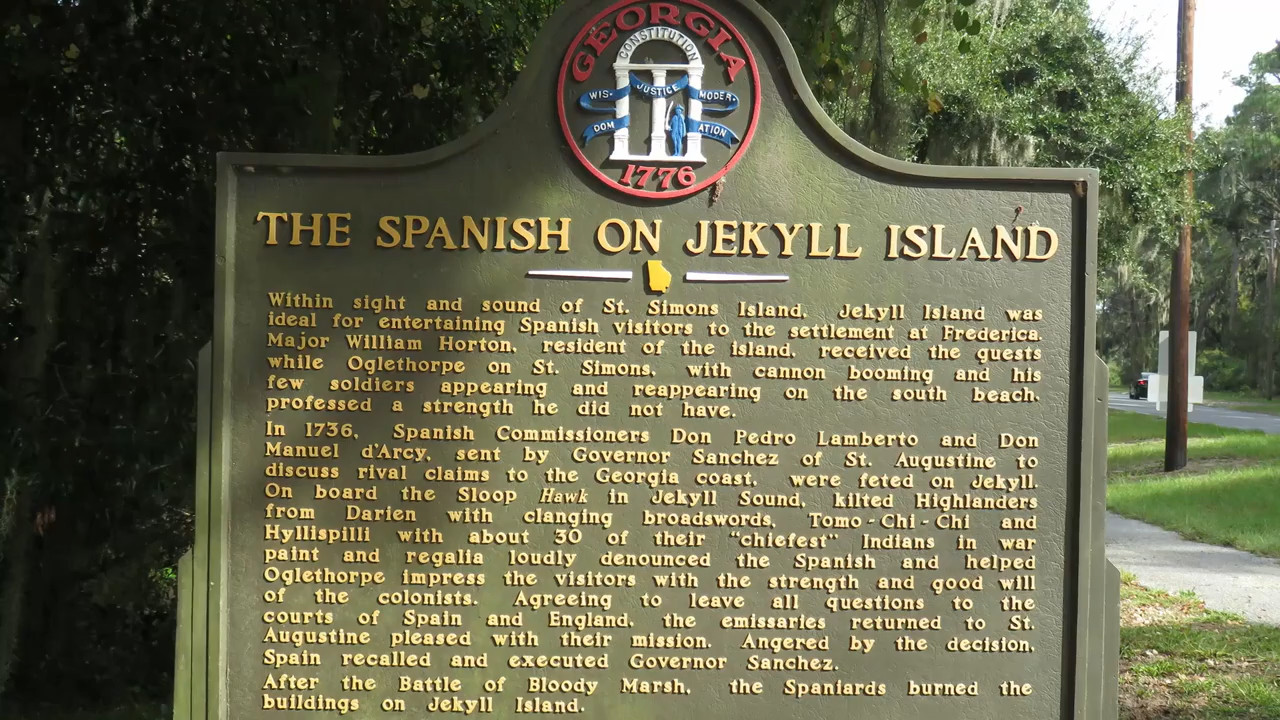 GEORGIA
CONSTITUTION
WIS- JUSTICE MODER-
DOM ATION
1776
THE SPANISH ON JEKYLL ISLAND
Within sight and sound of St. Simons Island, Jekyll Island was
ideal for entertaining Spanish visitors to the settlement at Frederica.
Major William Horton, resident of the island, received the guests
while Oglethorpe on St. Simons, with cannon booming and his
few soldiers appearing and reappearing on the south beach,
professed a strength he did not have.
In 1736, Spanish Commissioners Don Pedro Lamberto and Don
Manuel d'Arcy, sent by Governor Sanchez of St. Augustine to
discuss rival claims to the Georgia coast, were feted on Jekyll.
On board the Sloop Hawk in Jekyll Sound, kilted Highlanders
from Darien with clanging broadswords, Tomo-Chi-Chi and
Hyllispilli with about 30 of their "chiefest" Indians in war
paint and regalia loudly denounced the Spanish and helped
Oglethorpe impress the visitors with the strength and good will
of the colonists. Agreeing to leave all questions to the
courts of Spain and England, the emissaries returned to St.
Augustine pleased with their mission. Angered by the decision,
Spain recalled and executed Governor Sanchez.
After the Battle of Bloody Marsh, the Spaniards burned the
buildings on Jekyll Island.